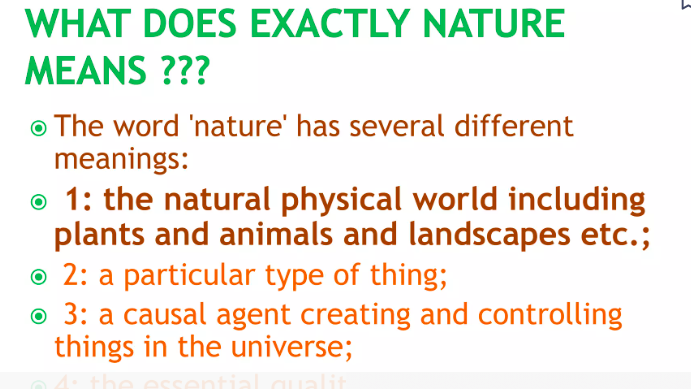 WHAT DOES EXACTLY NATURE
MEANS ???
The word 'nature' has several different
meanings:
1: the natural physical world including
plants and animals and landscapes etc.;
2: a particular type of thing;
3: a causal agent creating and controlling
things in the universe;
4: the essential